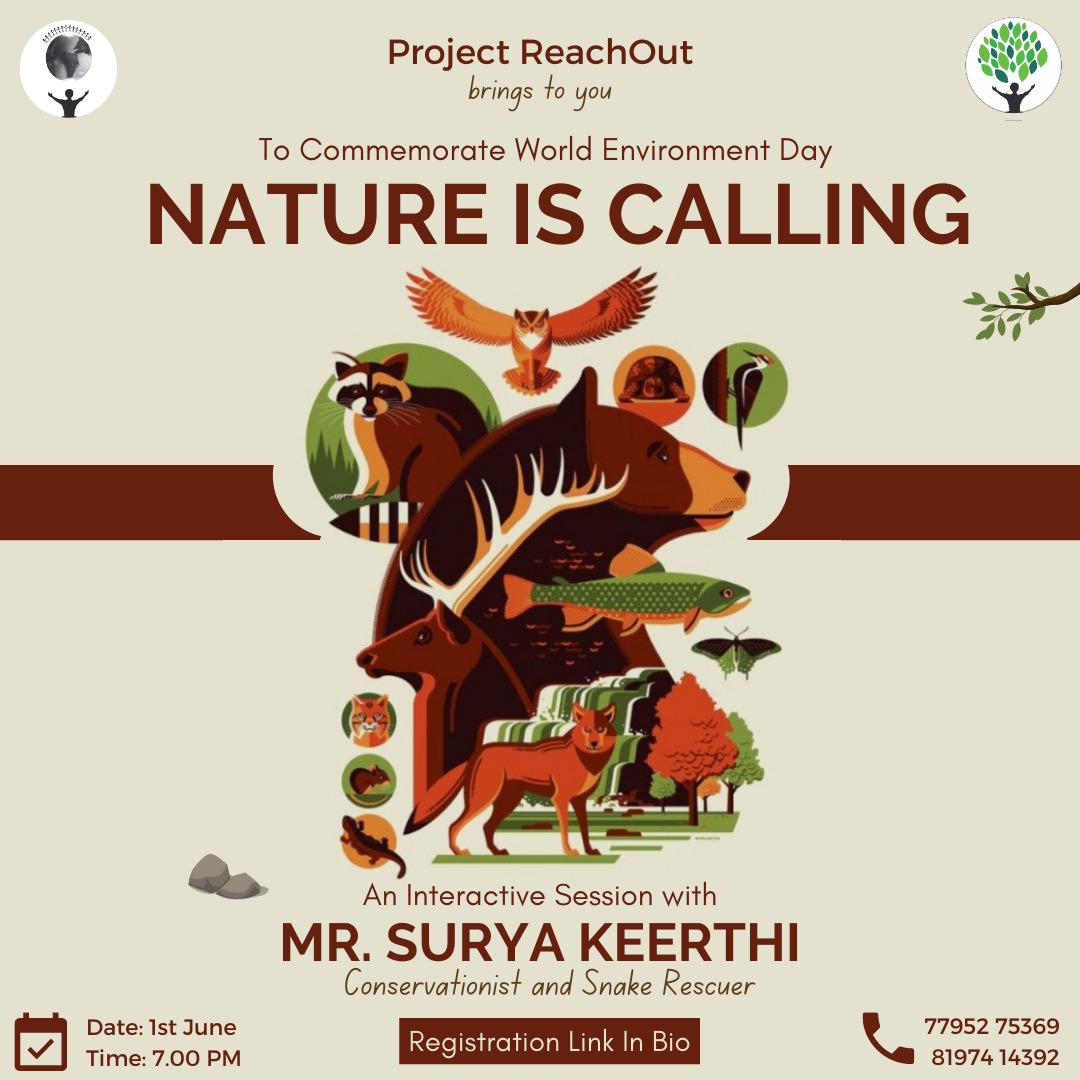 Project ReachOut
brings to you
To Commemorate World Environment Day
NATURE IS CALLING
An Interactive Session with
MR. SURYA KEERTHI
Conservationist and Snake Rescuer
Date: 1st June
Time: 7.00 PM
Registration Link In Bio
77952 75369
81974 14392